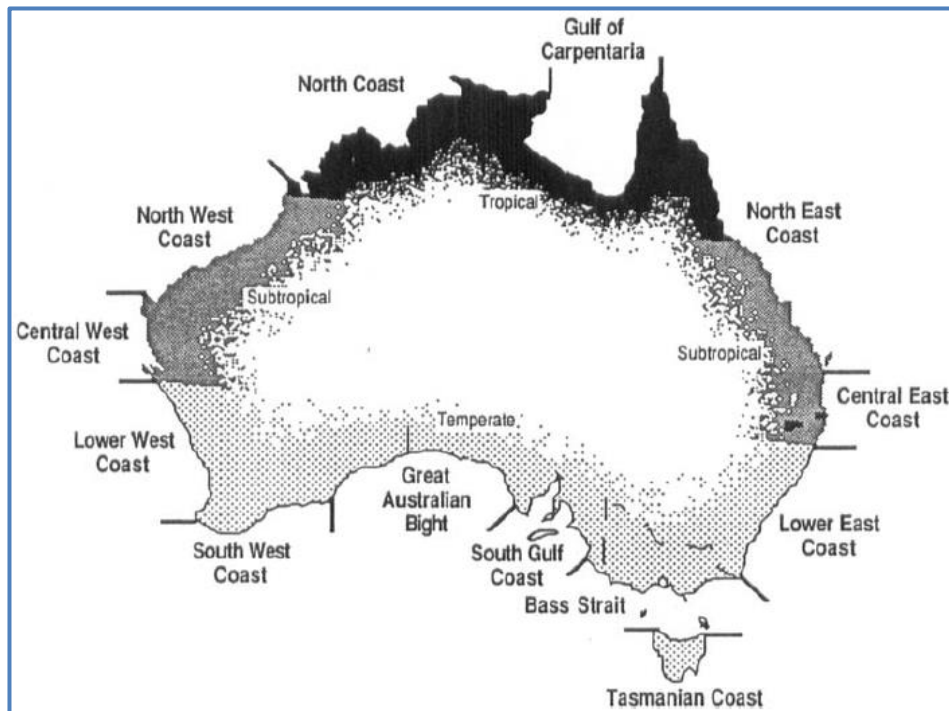 Gulf of
Carpentaria
North Coast
Tropical
North West
Coast
North East
Coast
Subtropical
Central West
Coast
Subtropical
Central East
Coast
Temperate
Lower West
Coast
Great
Australian
Bight
Lower East
Coast
South West
Coast
South Gulf
Coast
Bass Strait
Tasmanian Coast